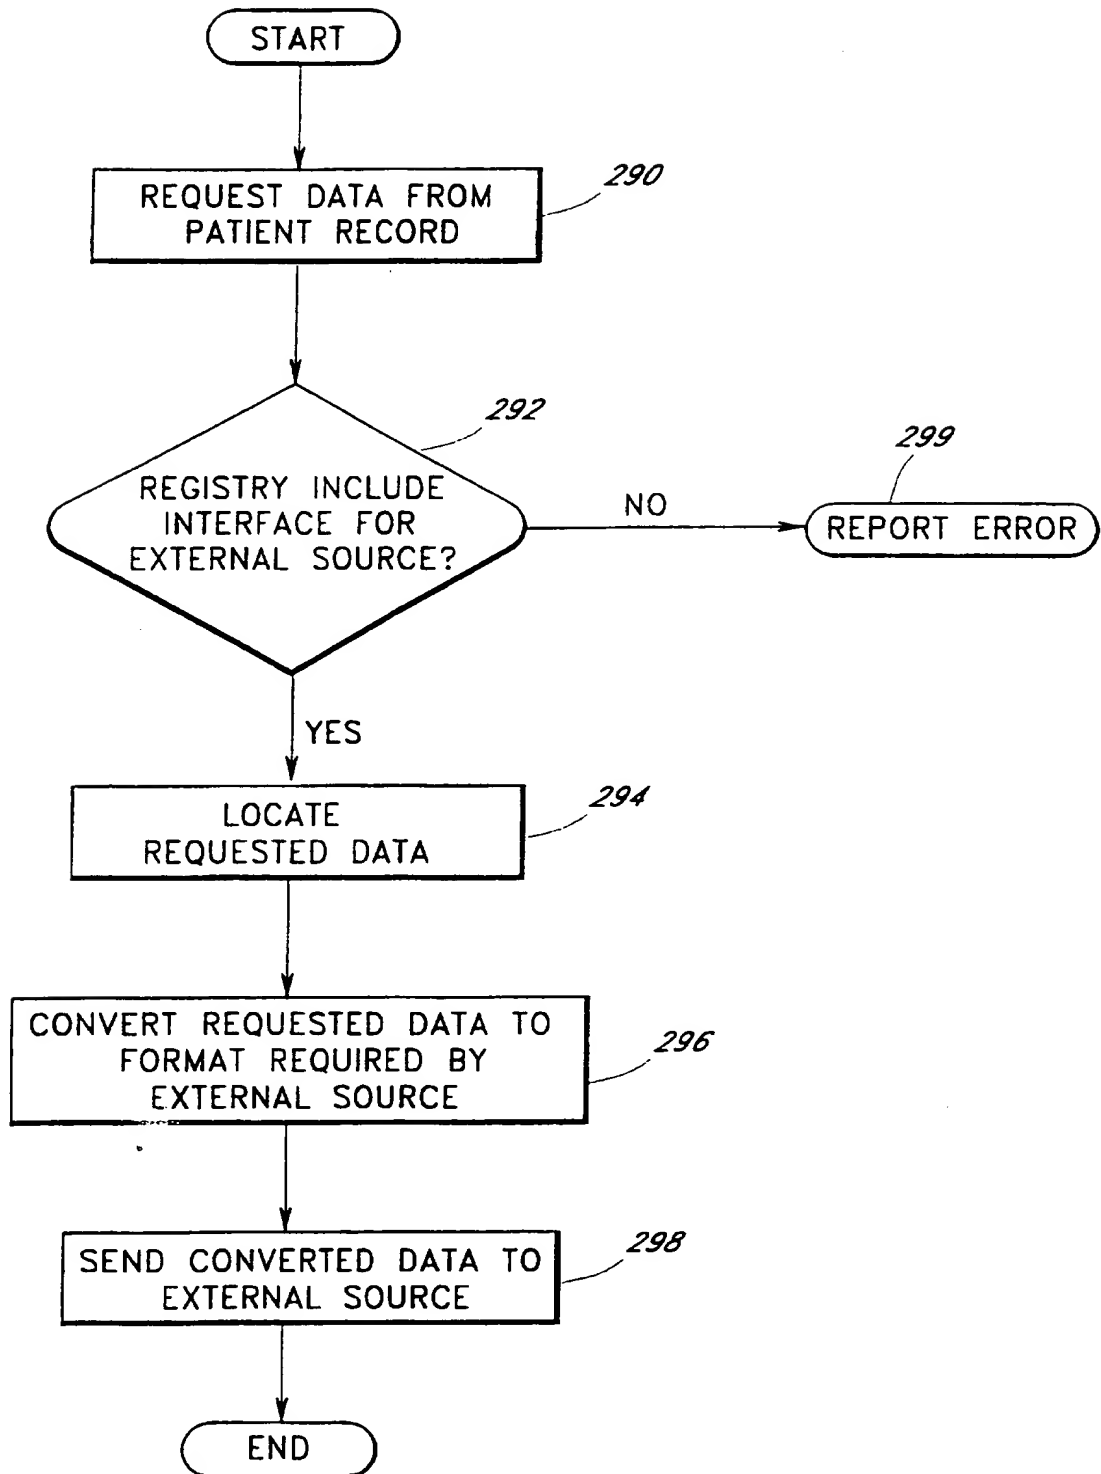 START
REQUEST DATA FROM
PATIENT RECORD
290
REGISTRY INCLUDE
INTERFACE FOR
EXTERNAL SOURCE?
292
NO
REPORT ERROR
299
YES
LOCATE
REQUESTED DATA
294
CONVERT REQUESTED DATA TO
FORMAT REQUIRED BY
EXTERNAL SOURCE
296
SEND CONVERTED DATA TO
EXTERNAL SOURCE
298
END